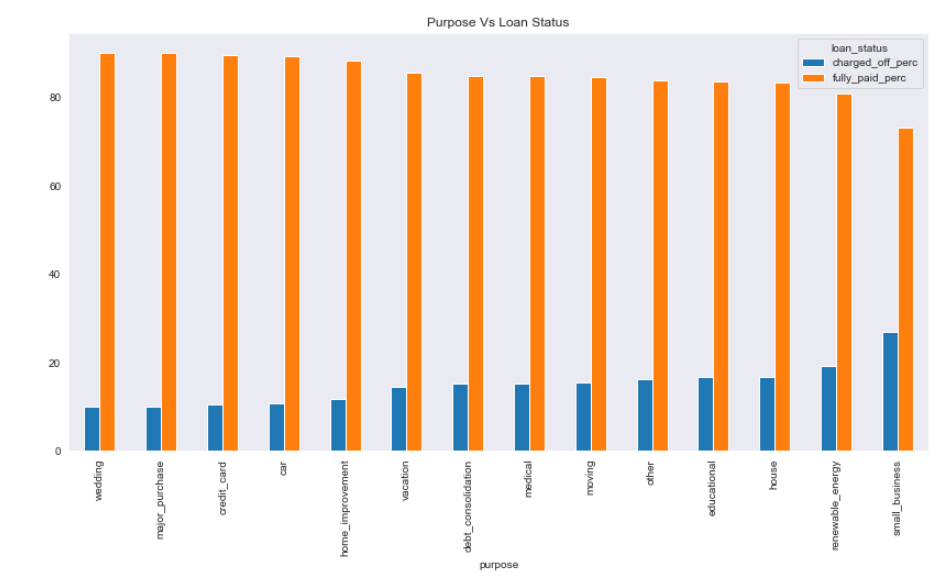 Purpose Vs Loan Status
loan_status
charged_off_perc
fully_paid_perc
80
60
40
20
0
wedding
major_purchase
credit_card
car
home_improvement
vacation
debt_consolidation
medical
moving
other
educational
house
renewable_energy
small_business
purpose